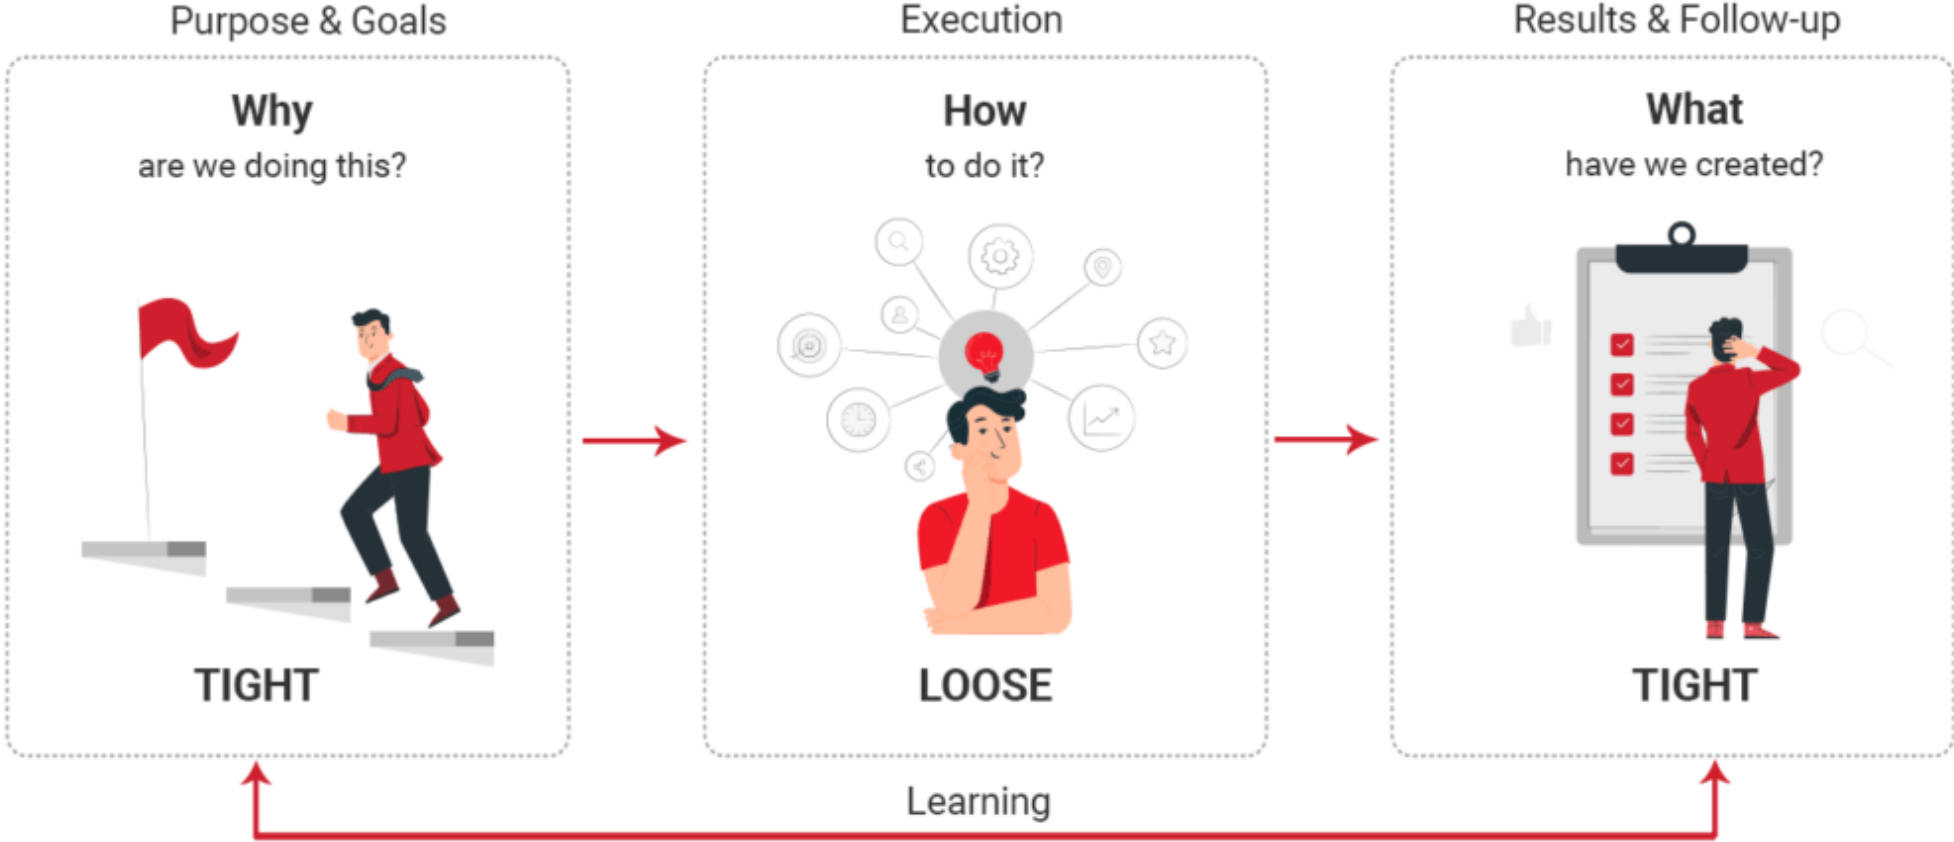 Purpose & Goals
Why
are we doing this?
TIGHT
Execution
How
to do it?
LOOSE
Results & Follow-up
What
have we created?
TIGHT
Learning